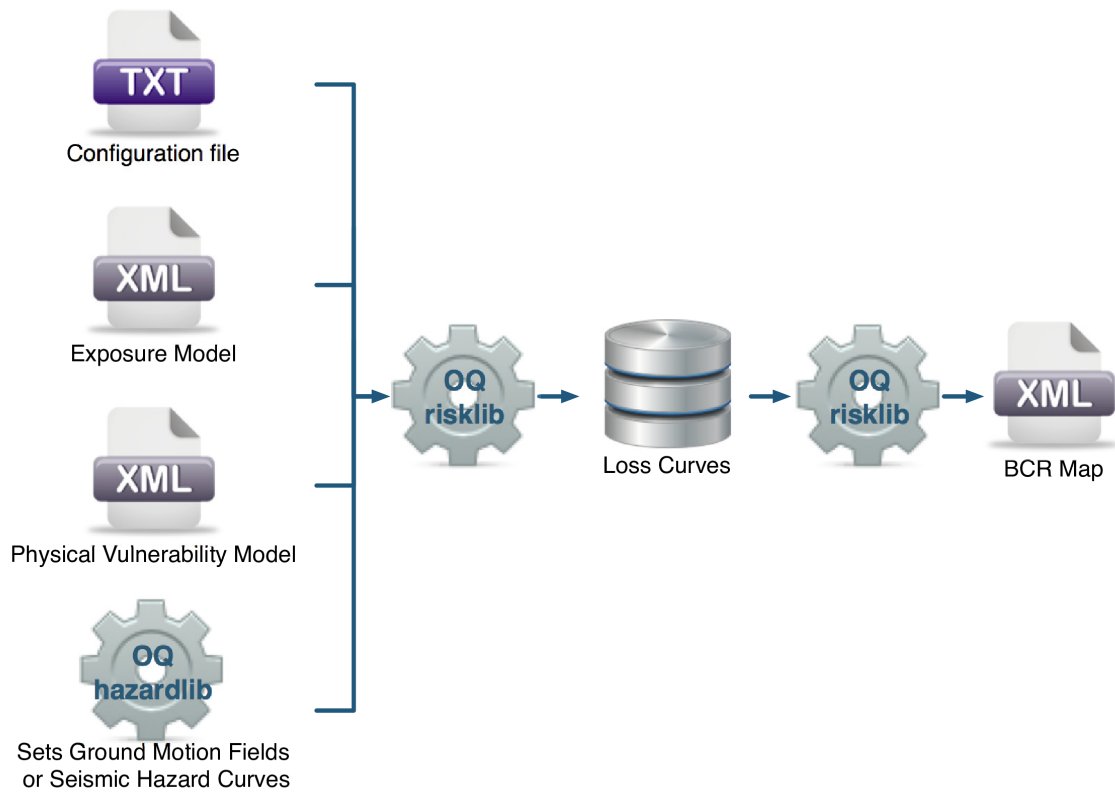 TXT
Configuration file
XML
Exposure Model
XML
Physical Vulnerability Model
OQ
hazardlib
Sets Ground Motion Fields
or Seismic Hazard Curves
OQ
risklib
Loss Curves
OQ
risklib
XML
BCR Map